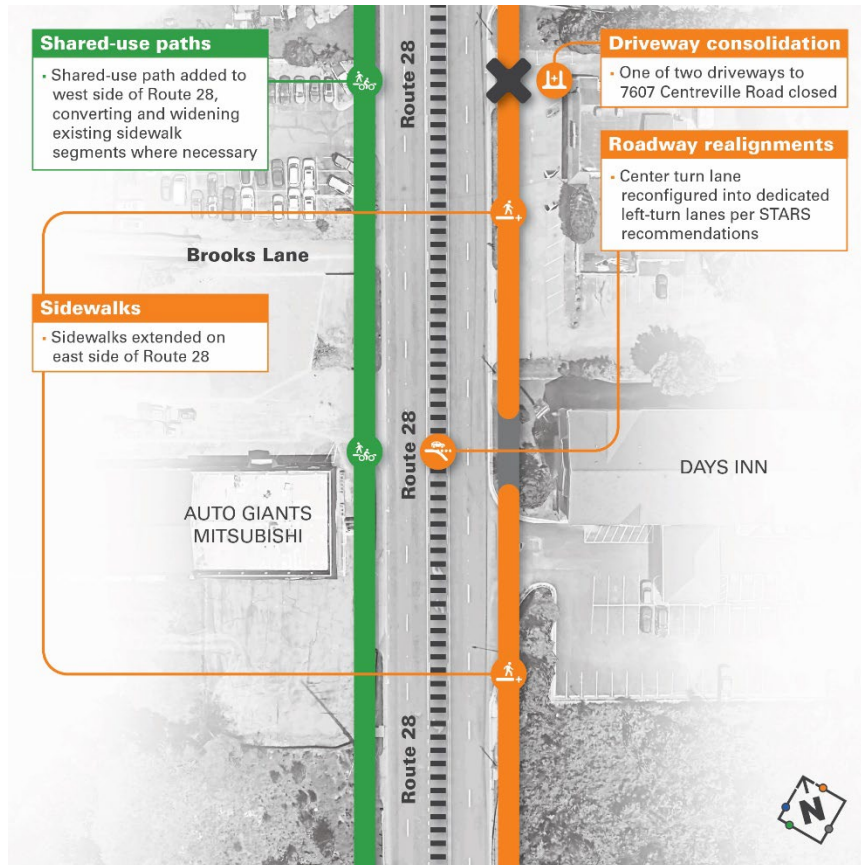 Shared-use paths
• Shared-use path added to
west side of Route 28,
converting and widening
existing sidewalk
segments where necessary
Route 28
Driveway consolidation
• One of two driveways to
7607 Centreville Road closed
Roadway realignments
• Center turn lane
reconfigured into dedicated
left-turn lanes per STARS
recommendations
Brooks Lane
Sidewalks
• Sidewalks extended on
east side of Route 28
Route 28
DAYS INN
AUTO GIANTS
MITSUBISHI
Route 28
N